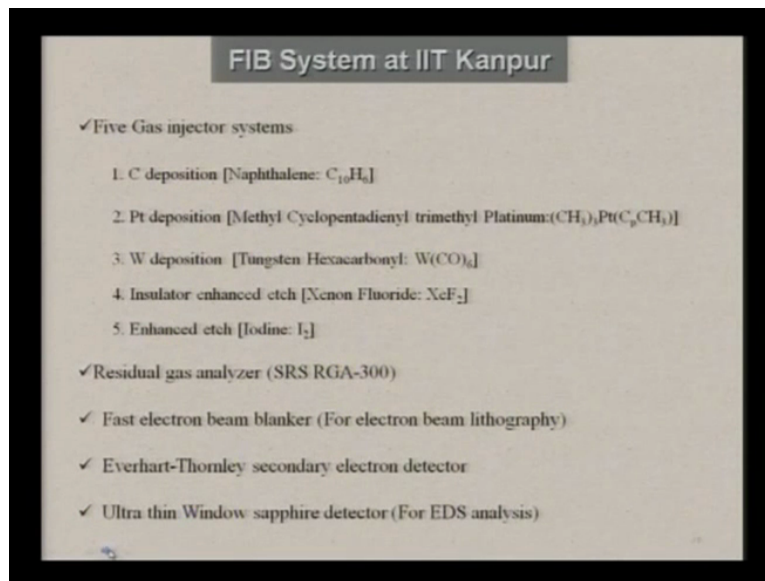 FIB System at IIT Kanpur
✓Five Gas injector systems
1. C deposition [Naphthalene: C₁₀H₈]
2. Pt deposition [Methyl Cyclopentadienyl trimethyl Platinum:(CH₃)₃Pt(CₚCH₃)]
3. W deposition [Tungsten Hexacarbonyl: W(CO)₆]
4. Insulator enhanced etch [Xenon Fluoride: XeF₂]
5. Enhanced etch [Iodine: I₂]
✓Residual gas analyzer (SRS RGA-300)
✓ Fast electron beam blanker (For electron beam lithography)
✓ Everhart-Thornley secondary electron detector
✓ Ultra thin Window sapphire detector (For EDS analysis)